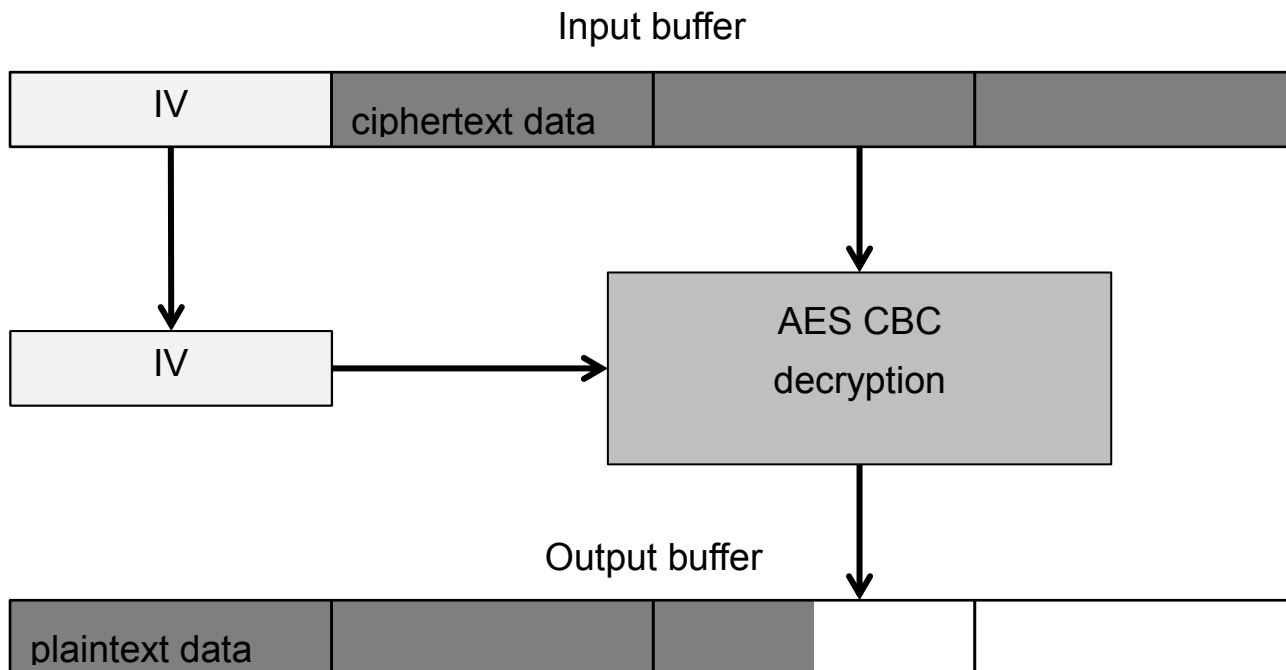 Input buffer
IV
ciphertext data
IV
AES CBC
decryption
Output buffer
plaintext data